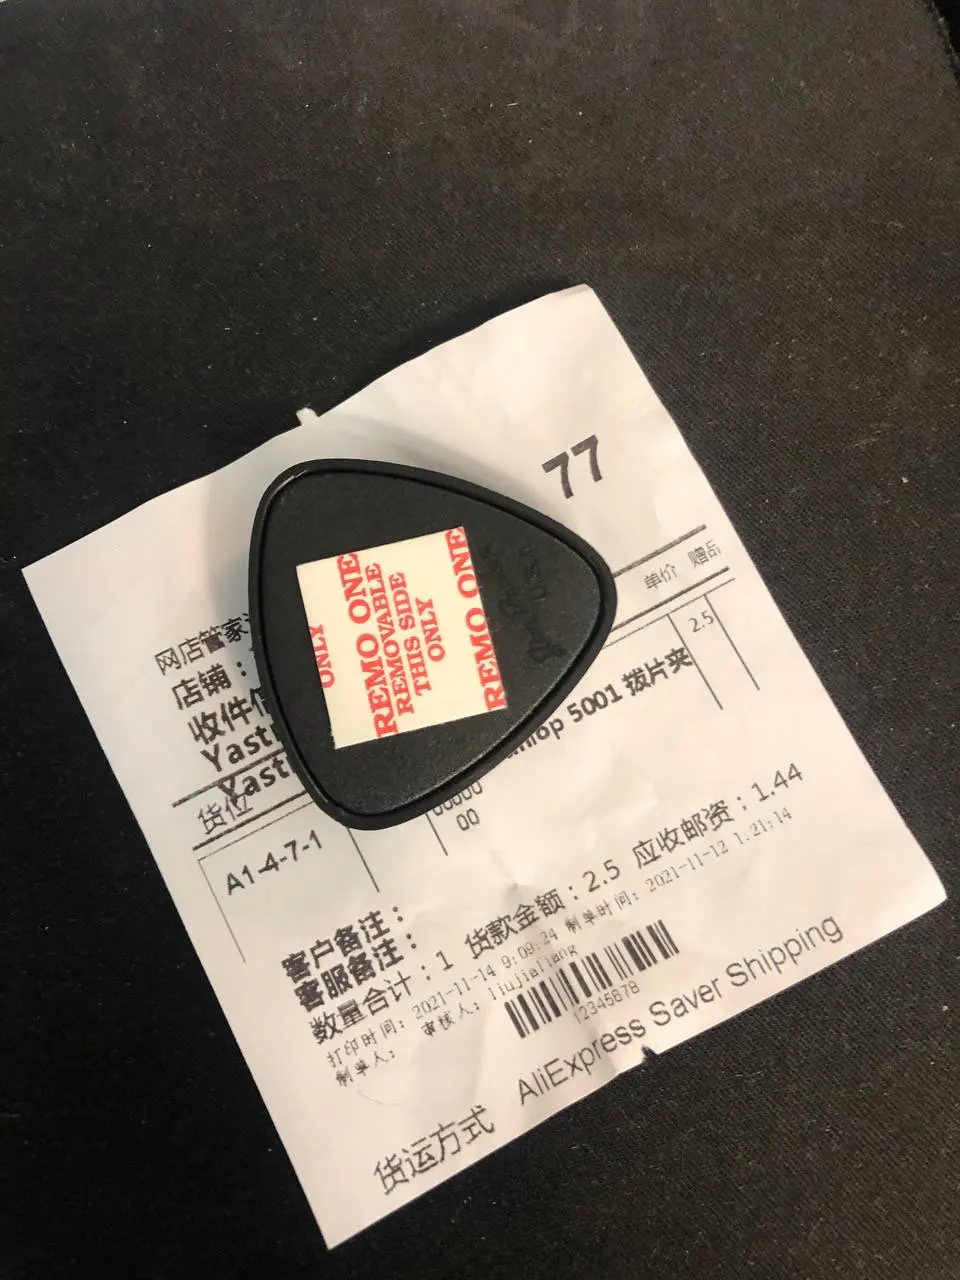 77
网店管家
店铺：
收件
单价 赠后
货位
A1-4-7-1
5001 拨片夹
2.5
00000
00
客户备注：
客服备注：
数量合计：1 货款金额：2.5 应收邮资：1.44
打印时间：2021-11-14 9:09:24 制单时间：2021-11-12 1:21:14
制单人： 审核人：liujialiang
12345678
货运方式 AliExpress Saver Shipping
ONLY
REMO ONE
REMOVABLE
THIS SIDE
ONLY
REMO ONE